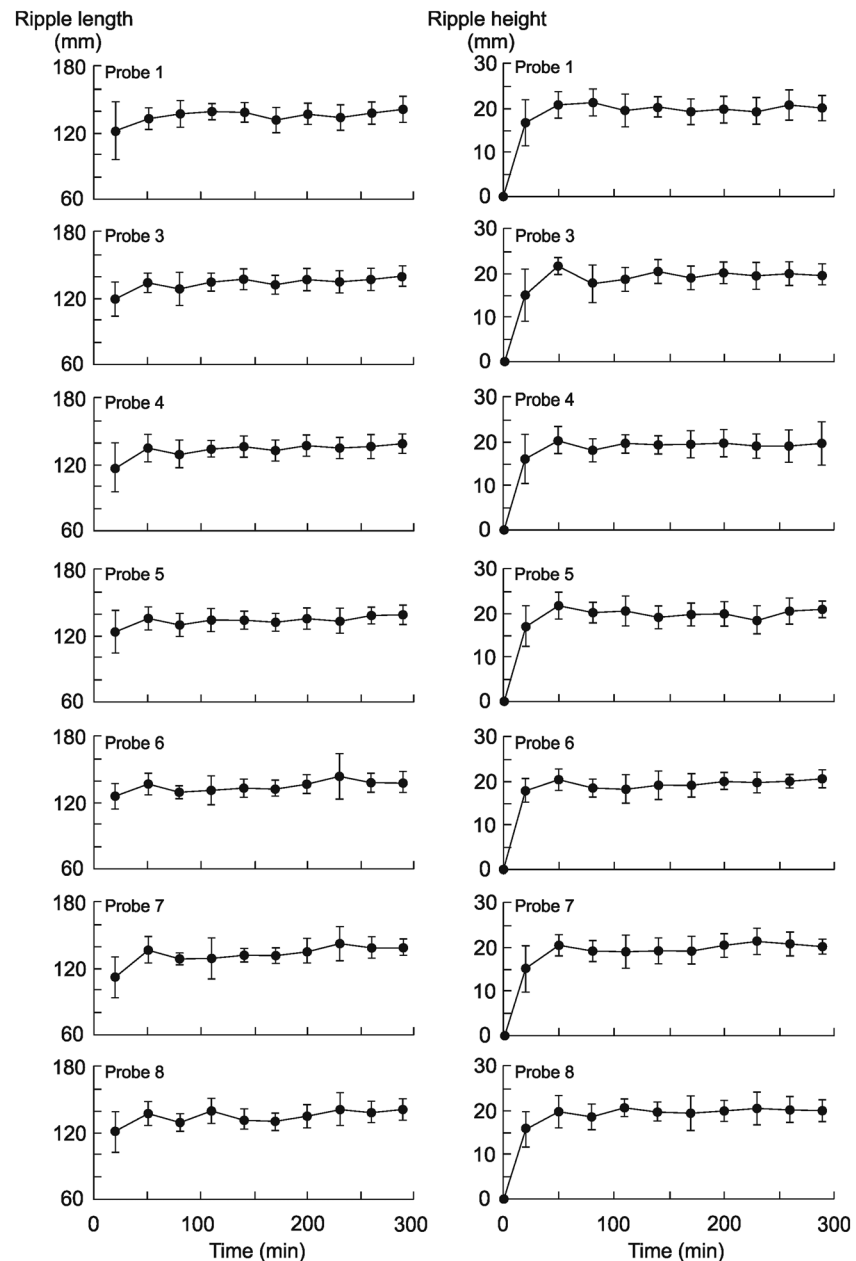 Ripple length
(mm)
Ripple height
(mm)
180
120
60
Probe 1
30
20
10
0
Probe 1
180
120
60
Probe 3
30
20
10
0
Probe 3
180
120
60
Probe 4
30
20
10
0
Probe 4
180
120
60
Probe 5
30
20
10
0
Probe 5
180
120
60
Probe 6
30
20
10
0
Probe 6
180
120
60
Probe 7
30
20
10
0
Probe 7
180
120
60
Probe 8
30
20
10
0
Probe 8
0 100 200 300
Time (min)
0 100 200 300
Time (min)